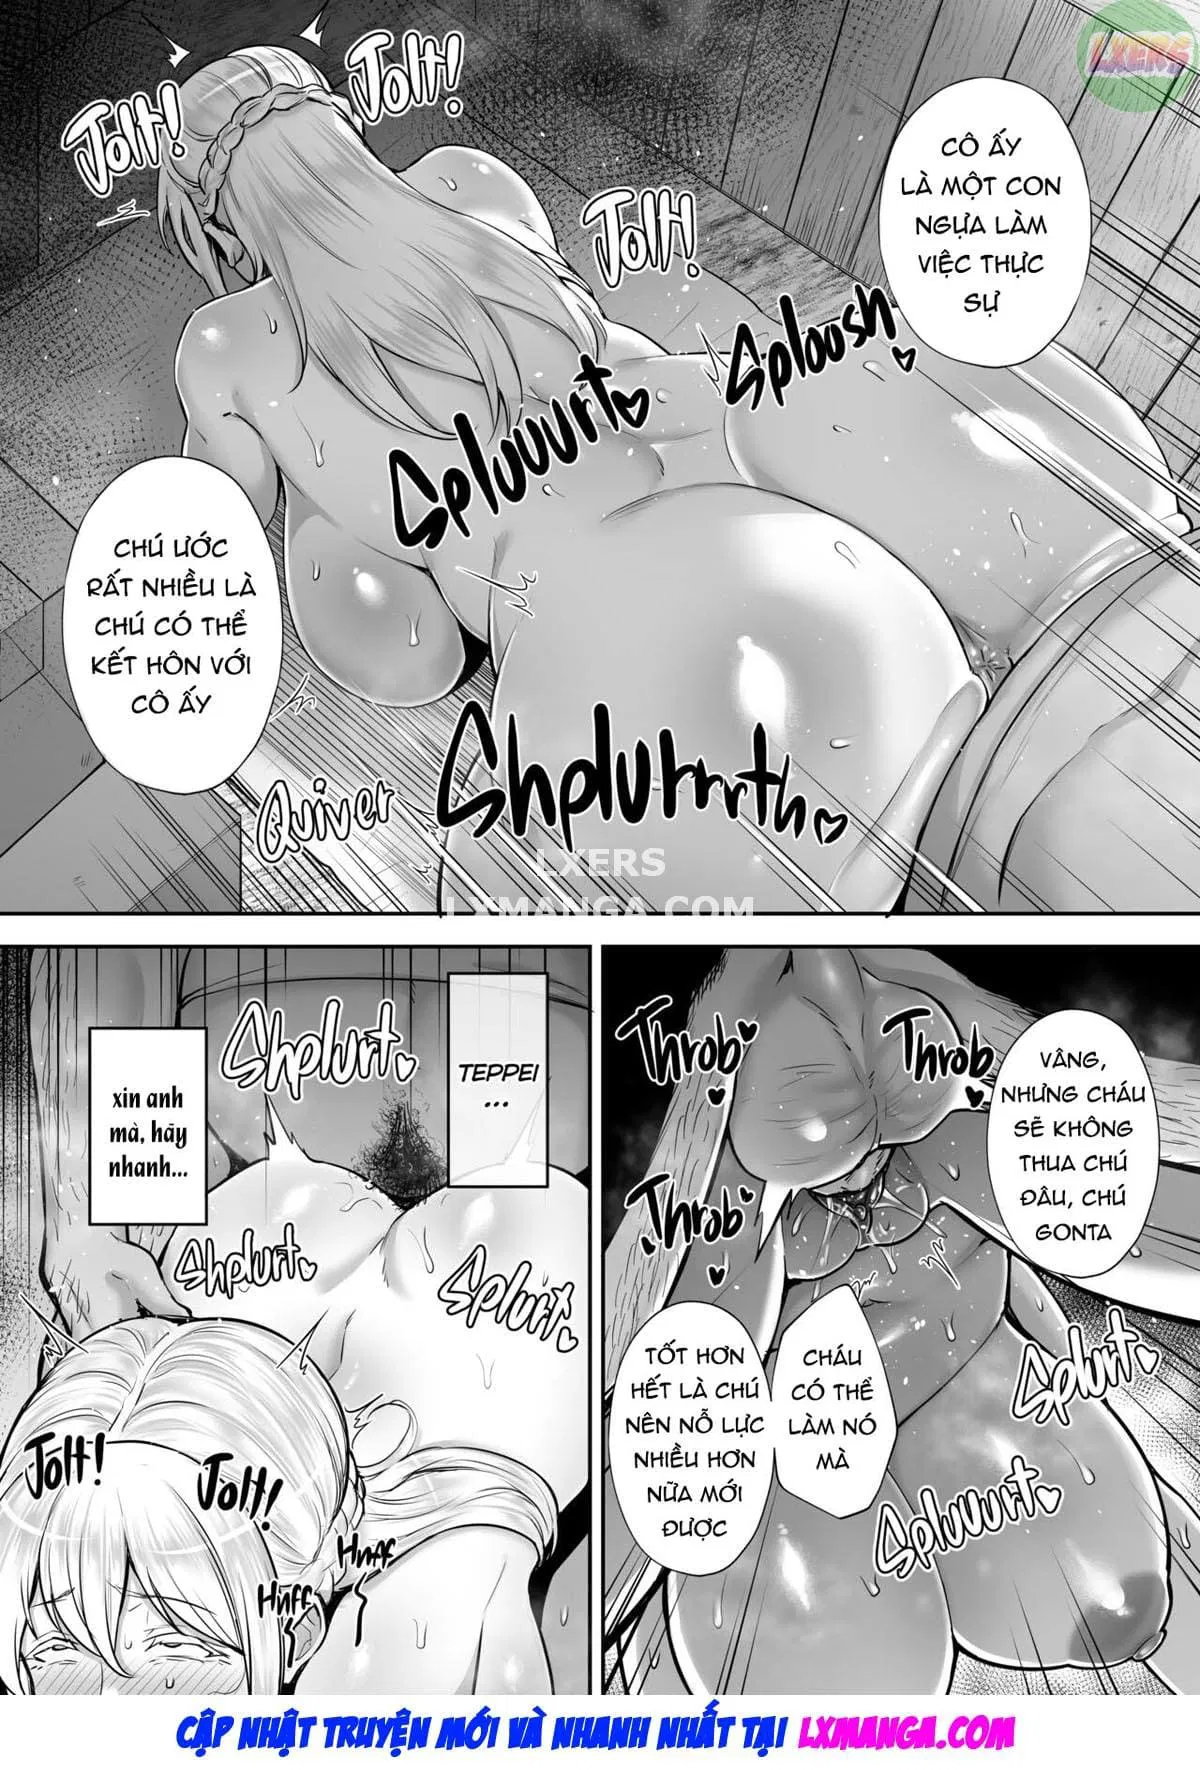 LXERS
JOLT!
JOLT!
JOLT!
CÔ ẤY
LÀ MỘT CON
NGỰA LÀM
VIỆC THỰC
SỰ
SPLOOSH
SPLUUUURT
CHÚ ƯỚC
RẤT NHIỀU LÀ
CHÚ CÓ THỂ
KẾT HÔN VỚI
CÔ ẤY
SHPLURRRRTH
QUIVER
LXERS
LXMANGA.COM
THROB
THROB
THROB
VÂNG,
NHƯNG CHÁU
SẼ KHÔNG
THUA CHÚ
ĐÂU, CHÚ
GONTA
CHÁU
CÓ THỂ
LÀM NÓ
MÀ
TỐT HƠN
HẾT LÀ CHÚ
NÊN NỖ LỰC
NHIỀU HƠN
NỮA MỚI
ĐƯỢC
SPLURT
SPLUUURT
TEPPEI
...
SHPLURT
xin anh
mà, hãy
nhanh...
SHPLURT
SPLURT
JOLT!
JOLT!
HUFF
HUFF
CẬP NHẬT TRUYỆN MỚI VÀ NHANH NHẤT TẠI LXMANGA.COM